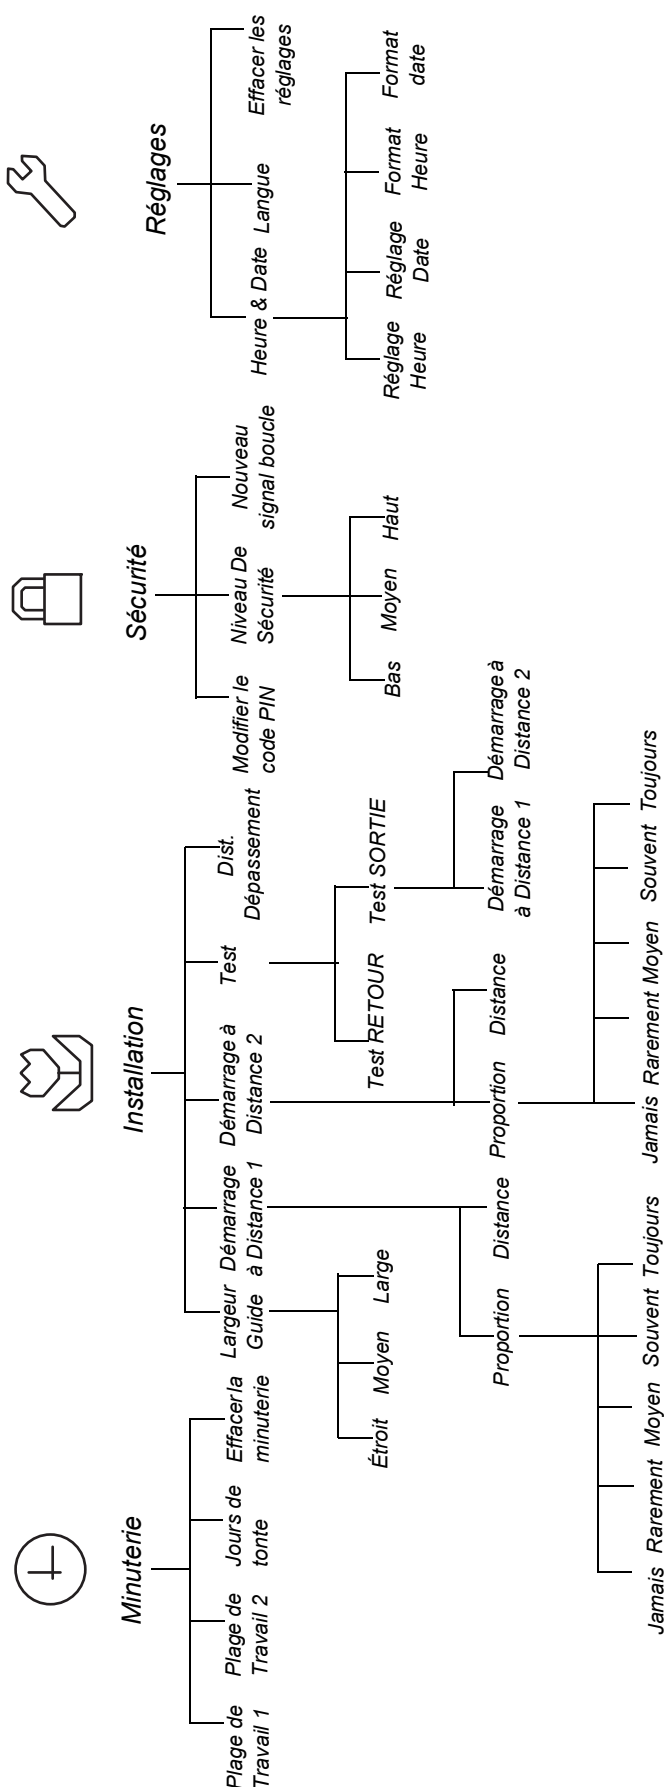 Minuterie
Plage de
Travail 1
Plage de
Travail 2
Jours de
tonte
Effacer la
minuterie
Installation
Largeur
Guide
Démarrage
à Distance 1
Démarrage à
Distance 2
Test
Dist.
Dépassement
Étroit
Moyen
Large
Test RETOUR
Test SORTIE
Proportion
Distance
Proportion
Distance
Démarrage
à Distance 1
Démarrage à
Distance 2
Jamais
Rarement
Moyen
Souvent
Toujours
Jamais
Rarement
Moyen
Souvent
Toujours
Sécurité
Modifier le
code PIN
Niveau De
Sécurité
Nouveau
signal boucle
Bas
Moyen
Haut
Réglages
Heure & Date
Langue
Effacer les
réglages
Réglage
Heure
Réglage
Date
Format
Heure
Format
date